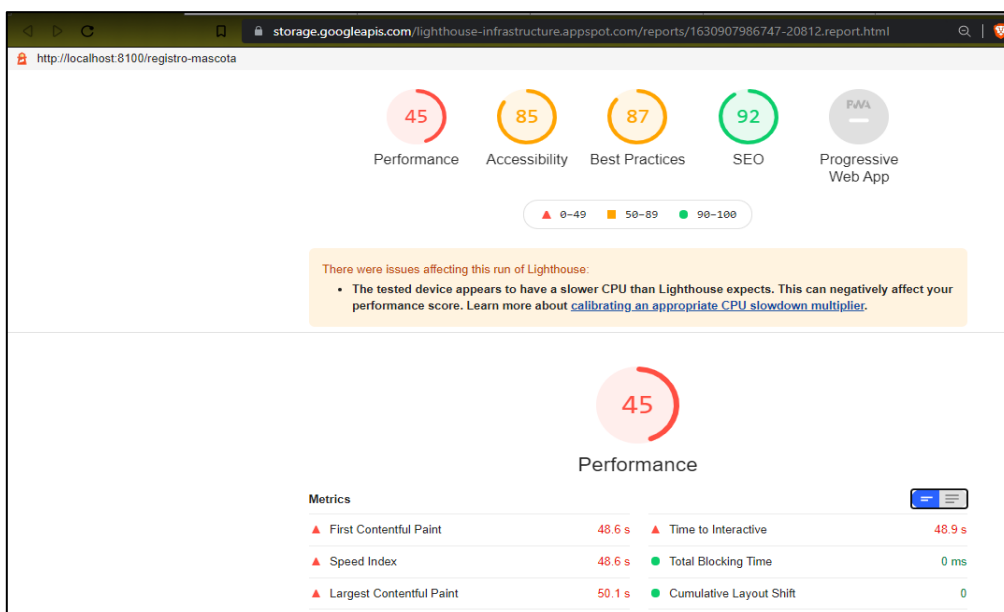 storage.googleapis.com/lighthouse-infrastructure.appspot.com/reports/1630907986747-20812.report.html
http://localhost:8100/registro-mascota
45
Performance
85
Accessibility
87
Best Practices
92
SEO
PWA
Progressive
Web App
0–49
50–89
90–100
There were issues affecting this run of Lighthouse:
• The tested device appears to have a slower CPU than Lighthouse expects. This can negatively affect your
performance score. Learn more about calibrating an appropriate CPU slowdown multiplier.
45
Performance
Metrics
First Contentful Paint 48.6 s
Time to Interactive 48.9 s
Speed Index 48.6 s
Total Blocking Time 0 ms
Largest Contentful Paint 50.1 s
Cumulative Layout Shift 0